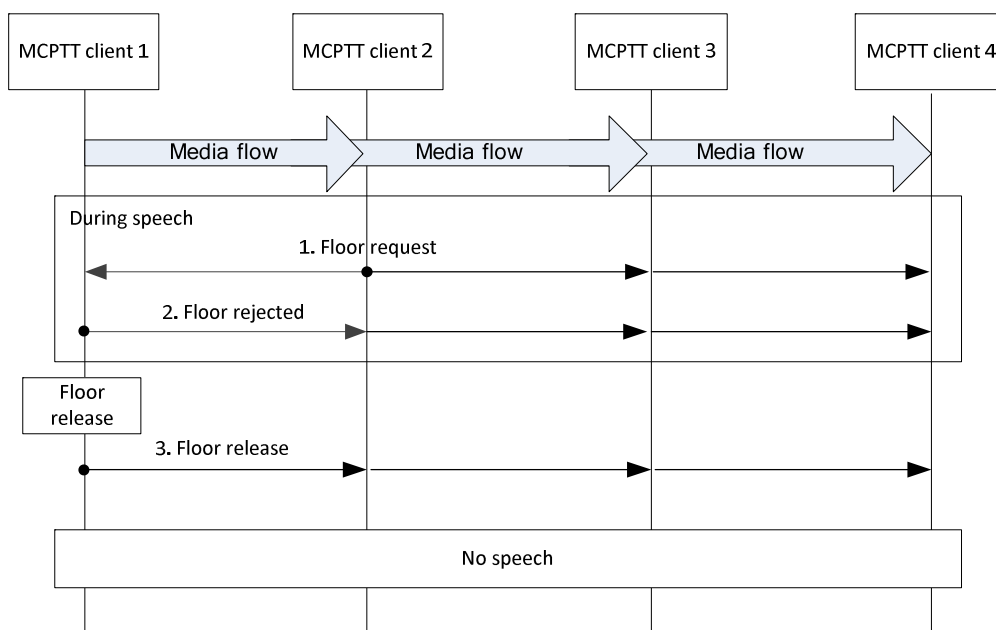 MCPTT client 1
MCPTT client 2
MCPTT client 3
MCPTT client 4
Media flow
Media flow
Media flow
During speech
1. Floor request
2. Floor rejected
Floor
release
3. Floor release
No speech